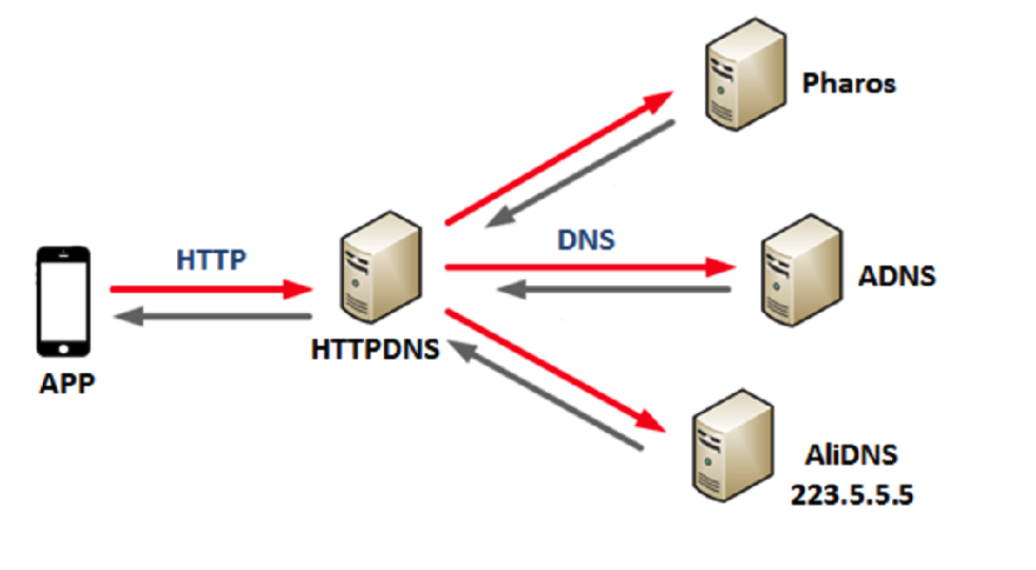 Pharos
HTTP
DNS
ADNS
HTTPDNS
APP
AliDNS
223.5.5.5